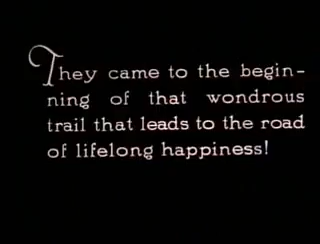 They came to the begin-
ning of that wondrous
trail that leads to the road
of lifelong happiness!